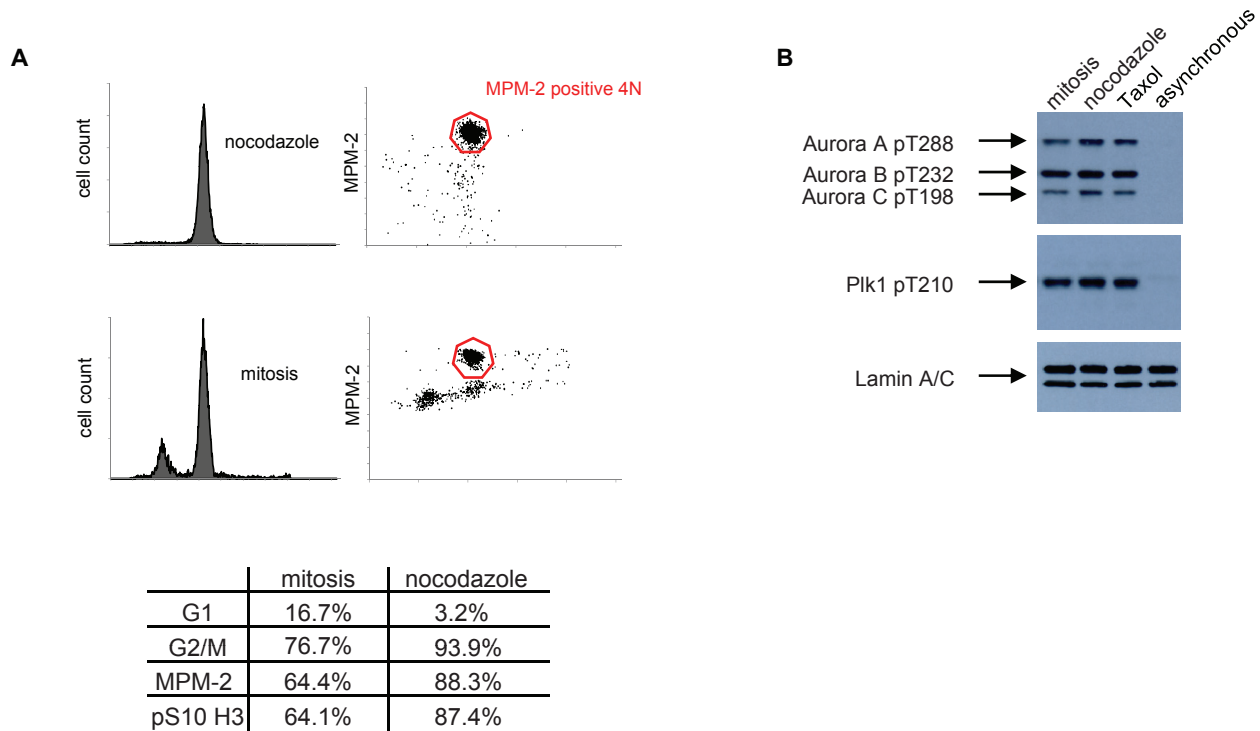 A
nocodazole
cell count
MPM-2
MPM-2 positive 4N
mitosis
cell count
MPM-2
mitosis nocodazole
G1 16.7% 3.2%
G2/M 76.7% 93.9%
MPM-2 64.4% 88.3%
pS10 H3 64.1% 87.4%
B
mitosis
nocodazole
Taxol
asynchronous
Aurora A pT288
Aurora B pT232
Aurora C pT198
Plk1 pT210
Lamin A/C